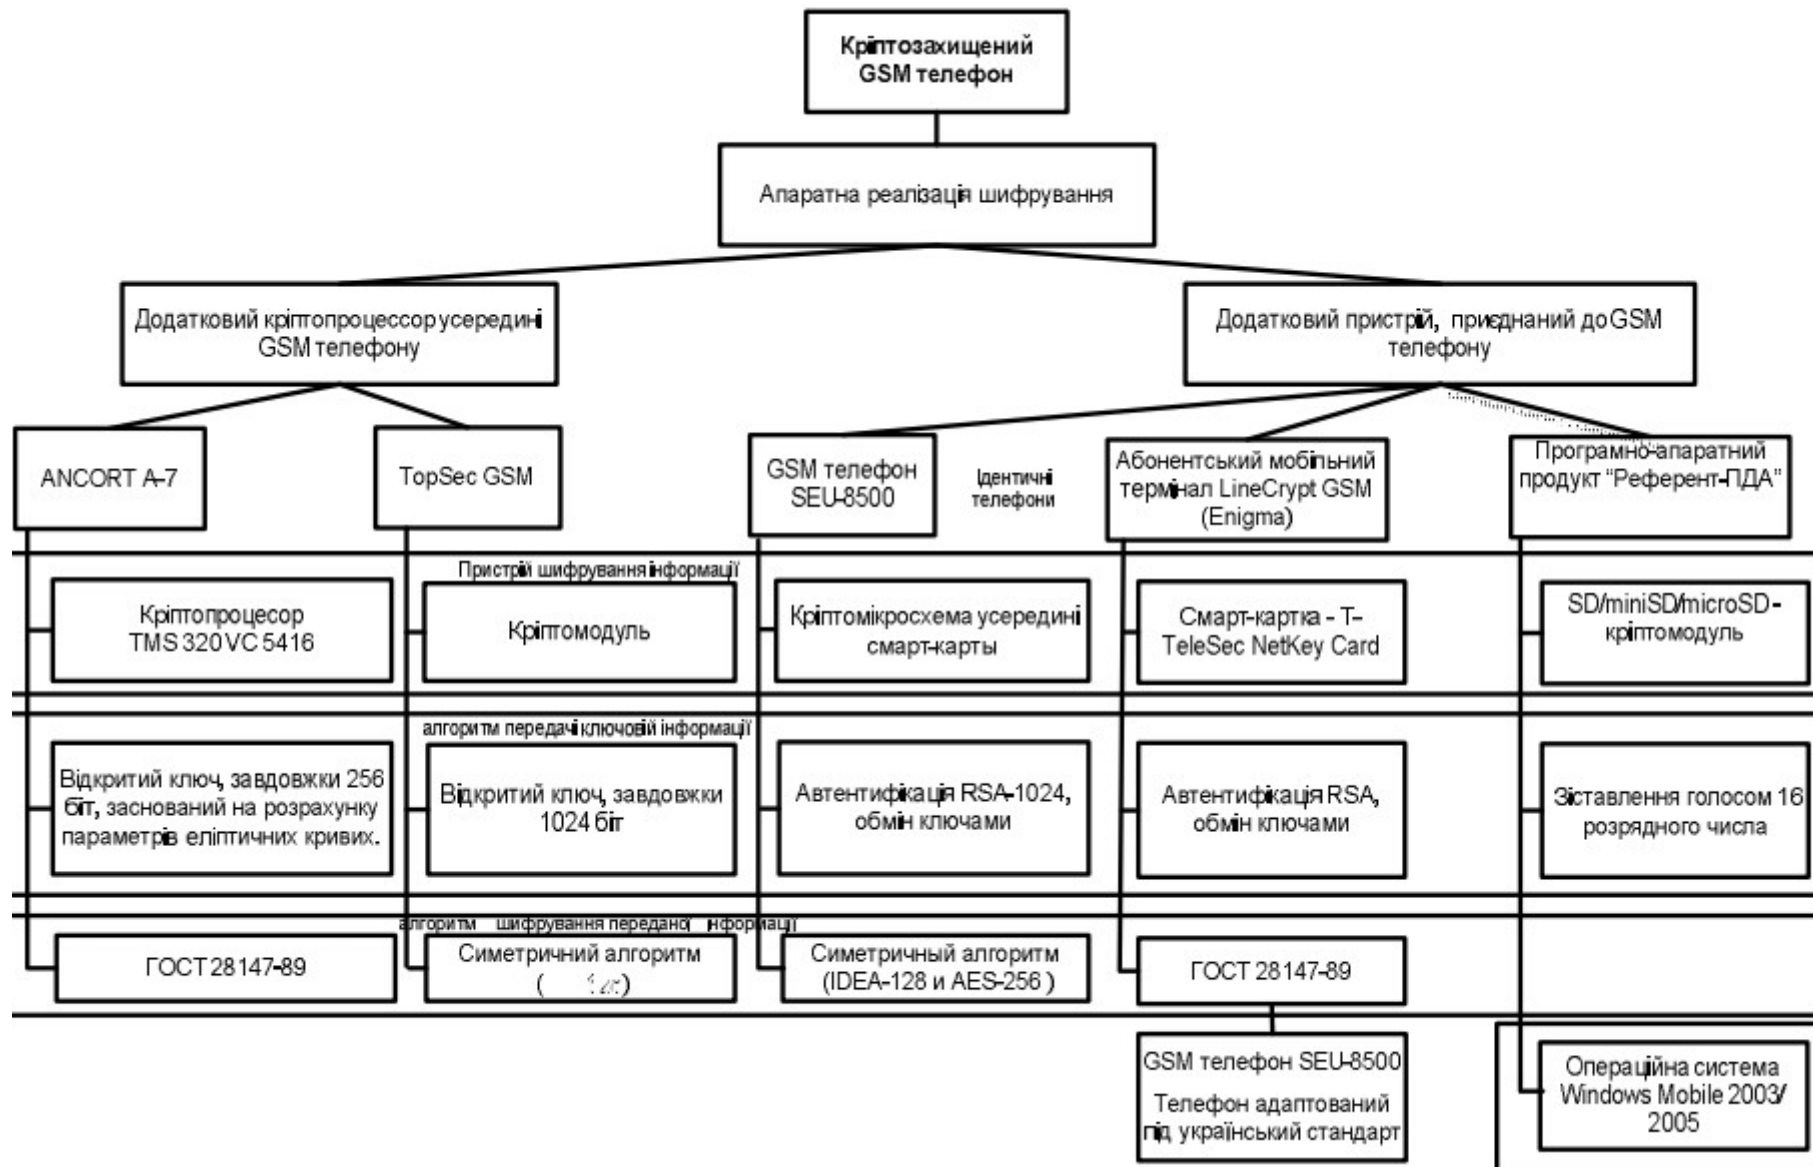 Кріптозахищений
GSM телефон
Апаратна реалізація шифрування
Додатковий кріптопроцессор усередині
GSM телефону
Додатковий пристрій, приєднаний до GSM
телефону
ANCORT A-7
TopSec GSM
GSM телефон
SEU-8500
Ідентичні
телефони
Абонентський мобільний
термінал LineCrypt GSM
(Enigma)
Програмно-апаратний
продукт “Референт-ПДА”
Пристрій шифрування інформації
Кріптопроцесор
TMS 320 VC 5416
Кріптомодуль
Кріптомікросхема усередині
смарт-карты
Смарт-картка - T-
TeleSec NetKey Card
SD/miniSD/microSD -
кріптомодуль
алгоритм передачі ключовій інформації
Відкритий ключ, завдовжки 256
біт, заснований на розрахунку
параметрів еліптичних кривих.
Відкритий ключ, завдовжки
1024 біт
Автентифікація RSA-1024,
обмін ключами
Автентифікація RSA,
обмін ключами
Зіставлення голосом 16
розрядного числа
алгоритм шифрування переданої інформації
ГОСТ 28147-89
Симетричний алгоритм
Симетричный алгоритм
(IDEA-128 и AES-256 )
ГОСТ 28147-89
GSM телефон SEU-8500
Телефон адаптований
під український стандарт
Операційна система
Windows Mobile 2003/
2005